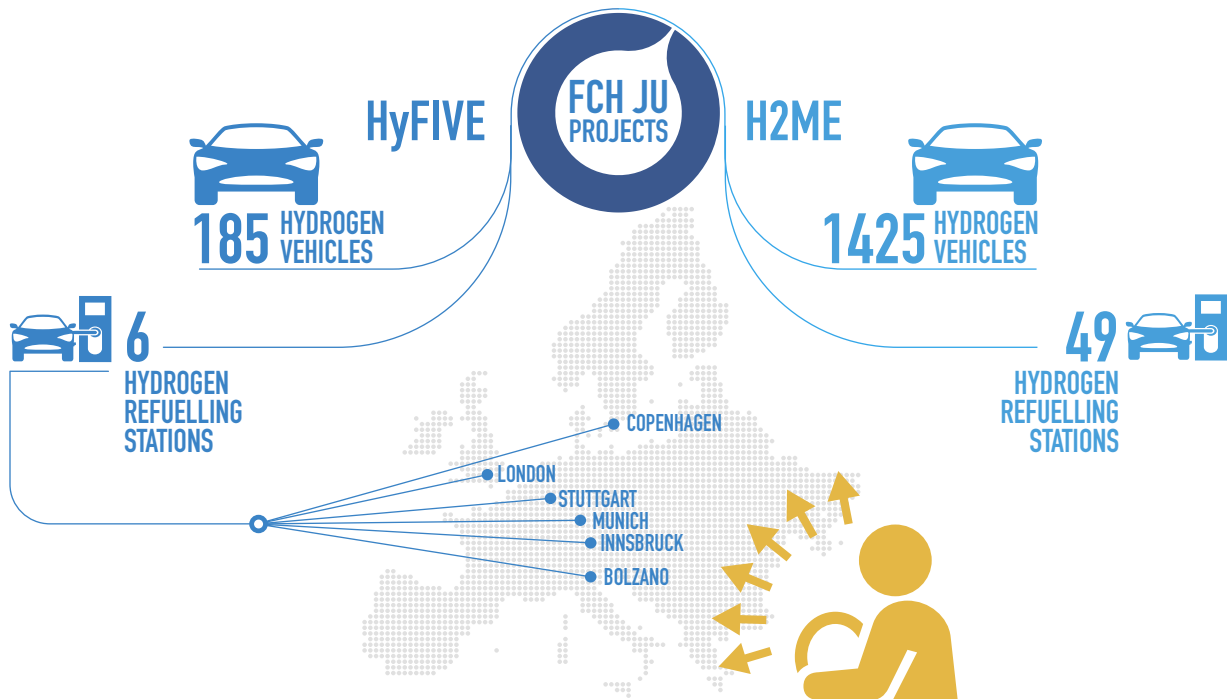 FCH JU
PROJECTS
HyFIVE
185 HYDROGEN
VEHICLES
6
HYDROGEN
REFUELLING
STATIONS
H2ME
1425 HYDROGEN
VEHICLES
49
HYDROGEN
REFUELLING
STATIONS
COPENHAGEN
LONDON
STUTTGART
MUNICH
INNSBRUCK
BOLZANO